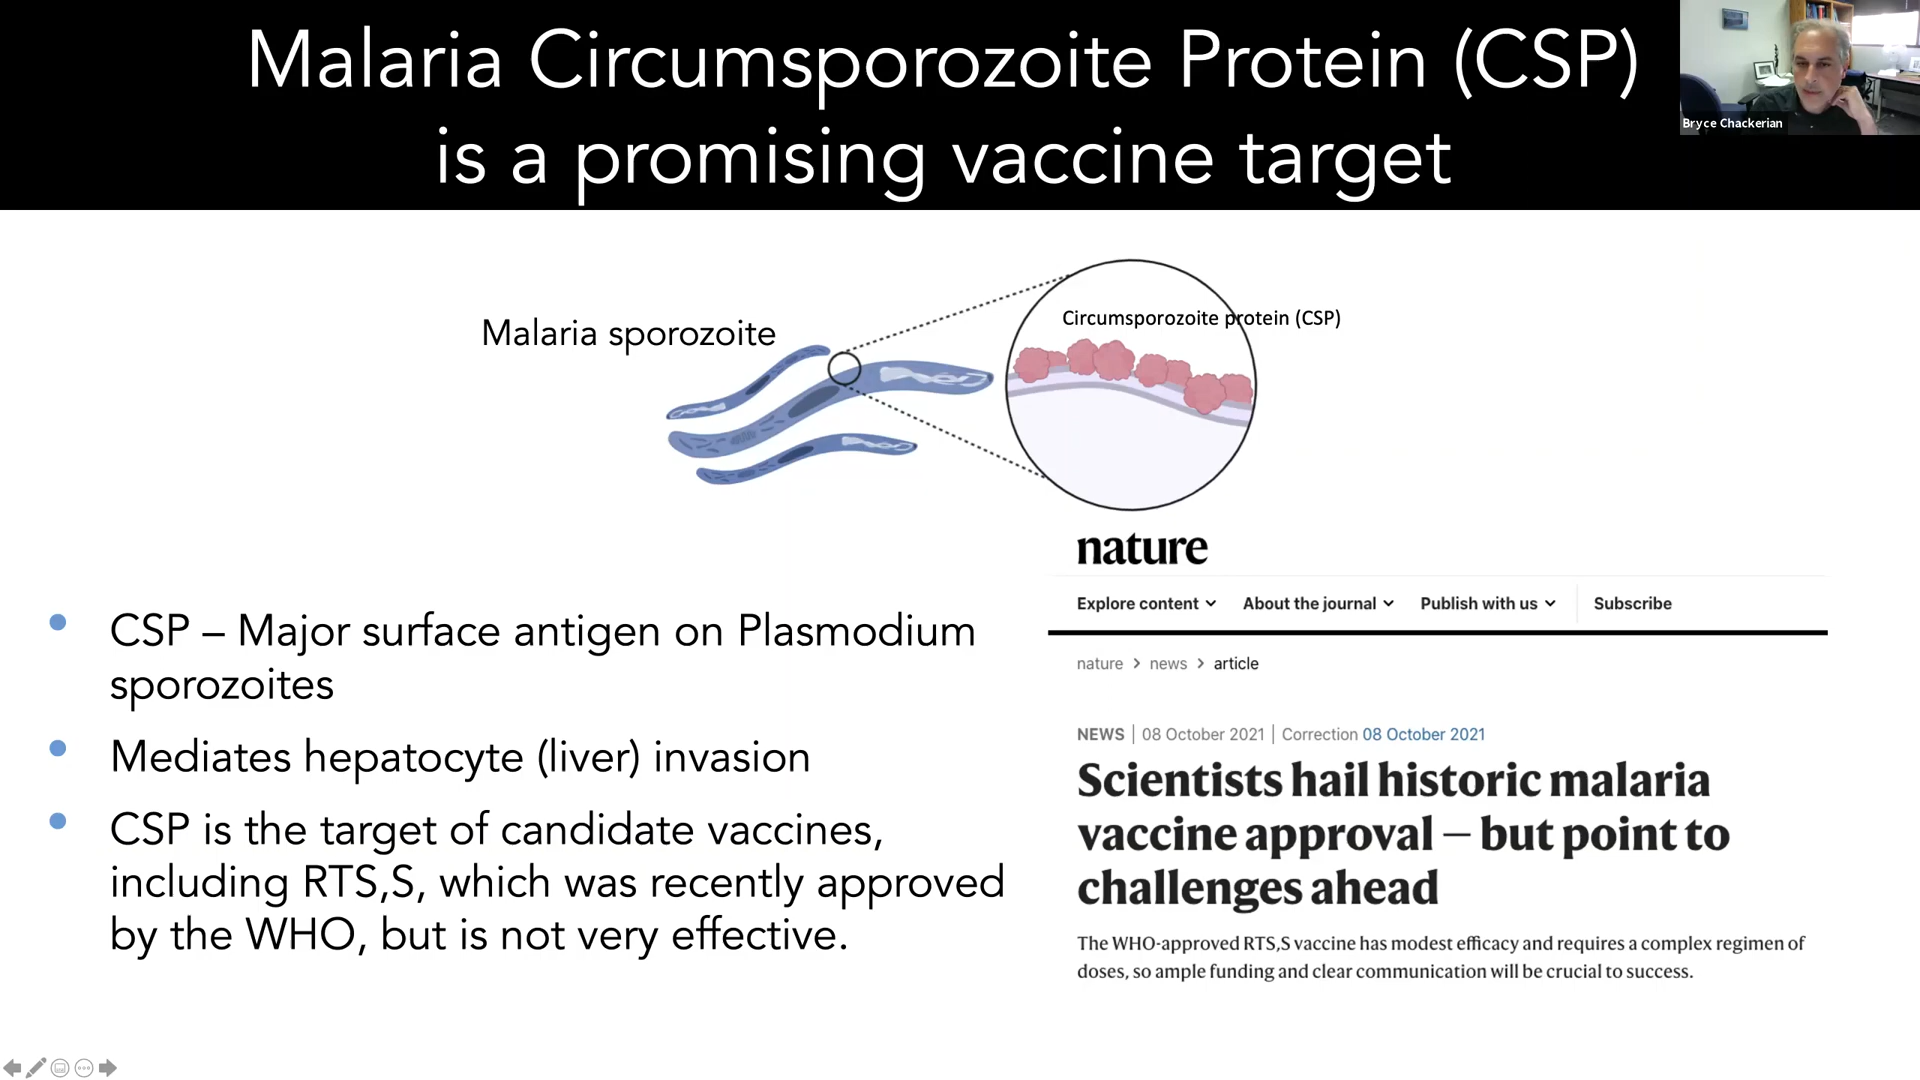 Malaria Circumsporozoite Protein (CSP)
is a promising vaccine target
Bryce Chackerian
Malaria sporozoite
Circumsporozoite protein (CSP)
• CSP – Major surface antigen on Plasmodium
sporozoites
• Mediates hepatocyte (liver) invasion
• CSP is the target of candidate vaccines,
including RTS,S, which was recently approved
by the WHO, but is not very effective.
nature
Explore content About the journal Publish with us Subscribe
nature > news > article
NEWS | 08 October 2021 | Correction 08 October 2021
Scientists hail historic malaria
vaccine approval — but point to
challenges ahead
The WHO-approved RTS,S vaccine has modest efficacy and requires a complex regimen of
doses, so ample funding and clear communication will be crucial to success.